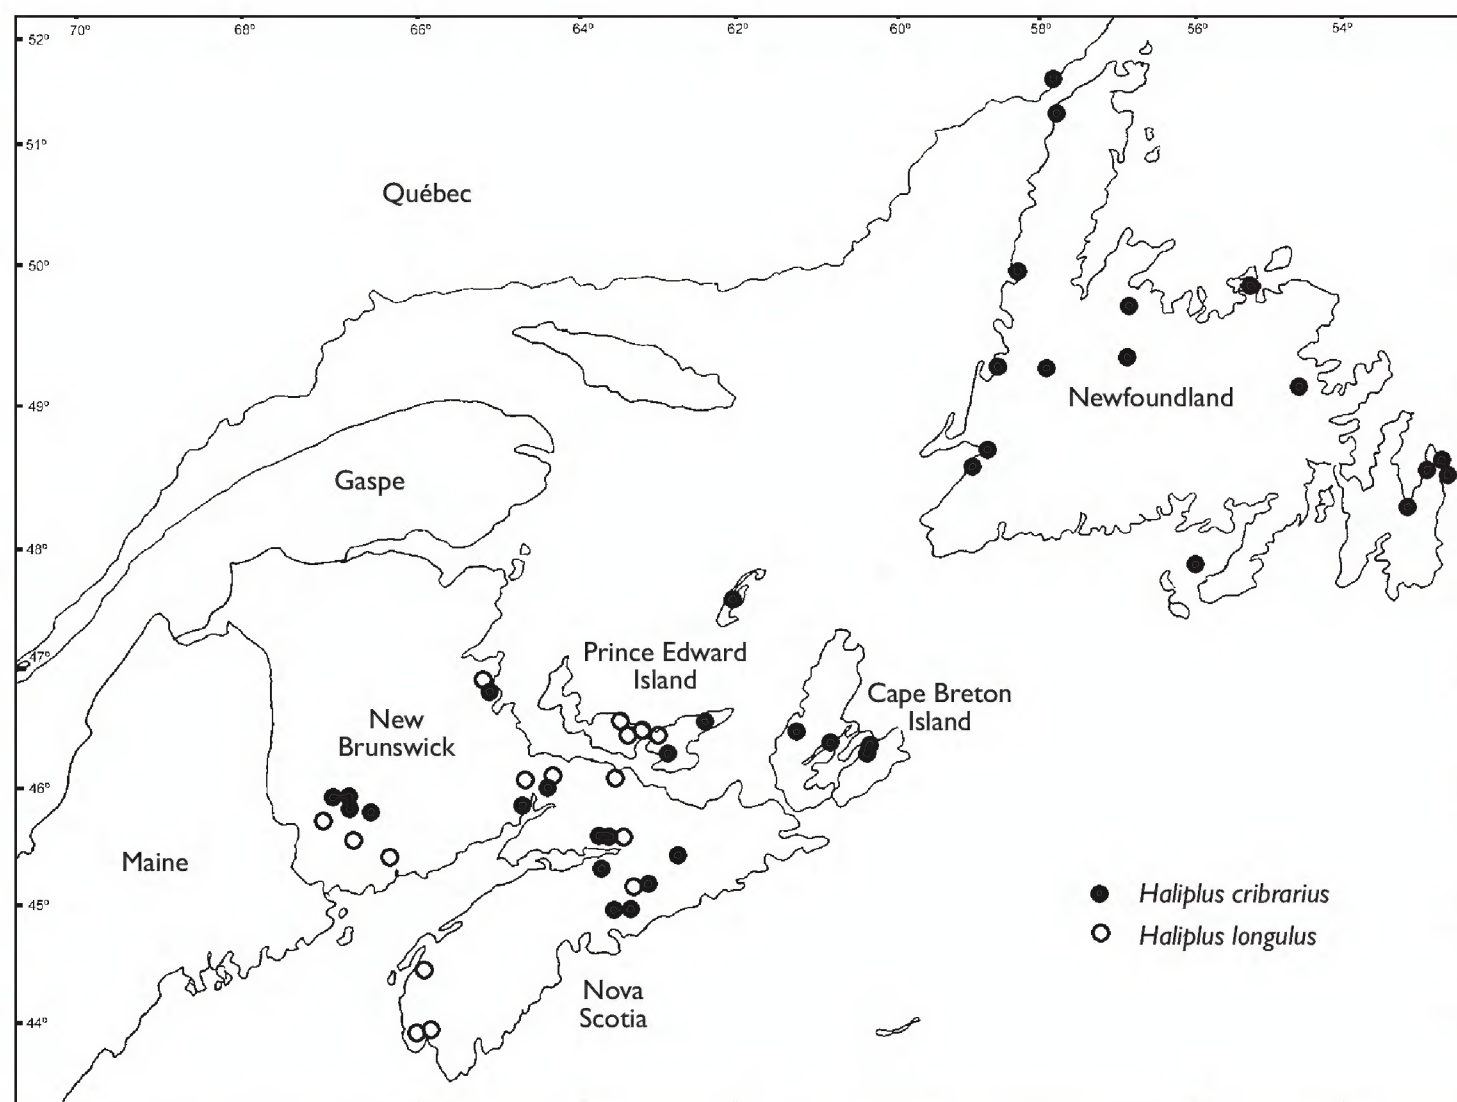 70° 68° 66° 64° 62° 60° 58° 56° 54°
52°
51°
Québec
50°
Newfoundland
49°
Gaspe
48°
47°
Prince Edward
Island
Cape Breton
Island
New
Brunswick
46°
Maine
Haliplus cribrarius
45°
Haliplus longulus
Nova
Scotia
44°